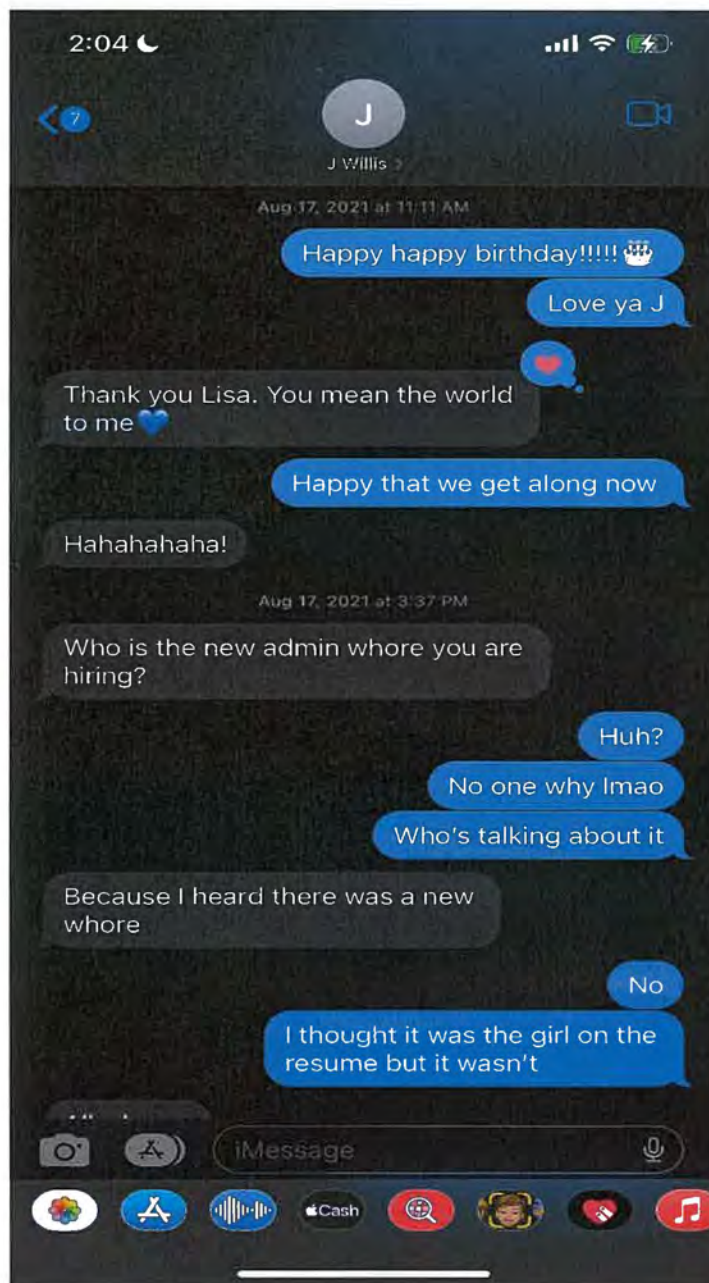 2:04
7
J
J Willis >
Aug 17, 2021 at 11:11 AM
Happy happy birthday!!!!!🎂
Love ya J
Thank you Lisa. You mean the world
to me💙
Happy that we get along now
Hahahahaha!
Aug 17, 2021 at 3:37 PM
Who is the new admin whore you are
hiring?
Huh?
No one why lmao
Who's talking about it
Because I heard there was a new
whore
No
I thought it was the girl on the
resume but it wasn't
iMessage
Cash